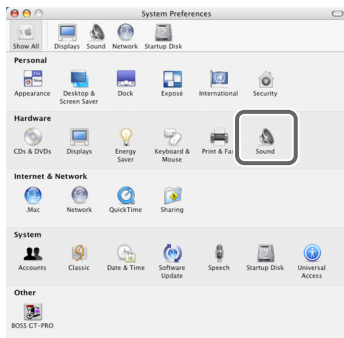 System Preferences
Show All Displays Sound Network Startup Disk
Personal
Appearance Desktop & Screen Saver Dock Exposé International Security
Hardware
CDs & DVDs Displays Energy Saver Keyboard & Mouse Print & Fax Sound
Internet & Network
.Mac Network QuickTime Sharing
System
Accounts Classic Date & Time Software Update Speech Startup Disk Universal Access
Other
BOSS GT-PRO